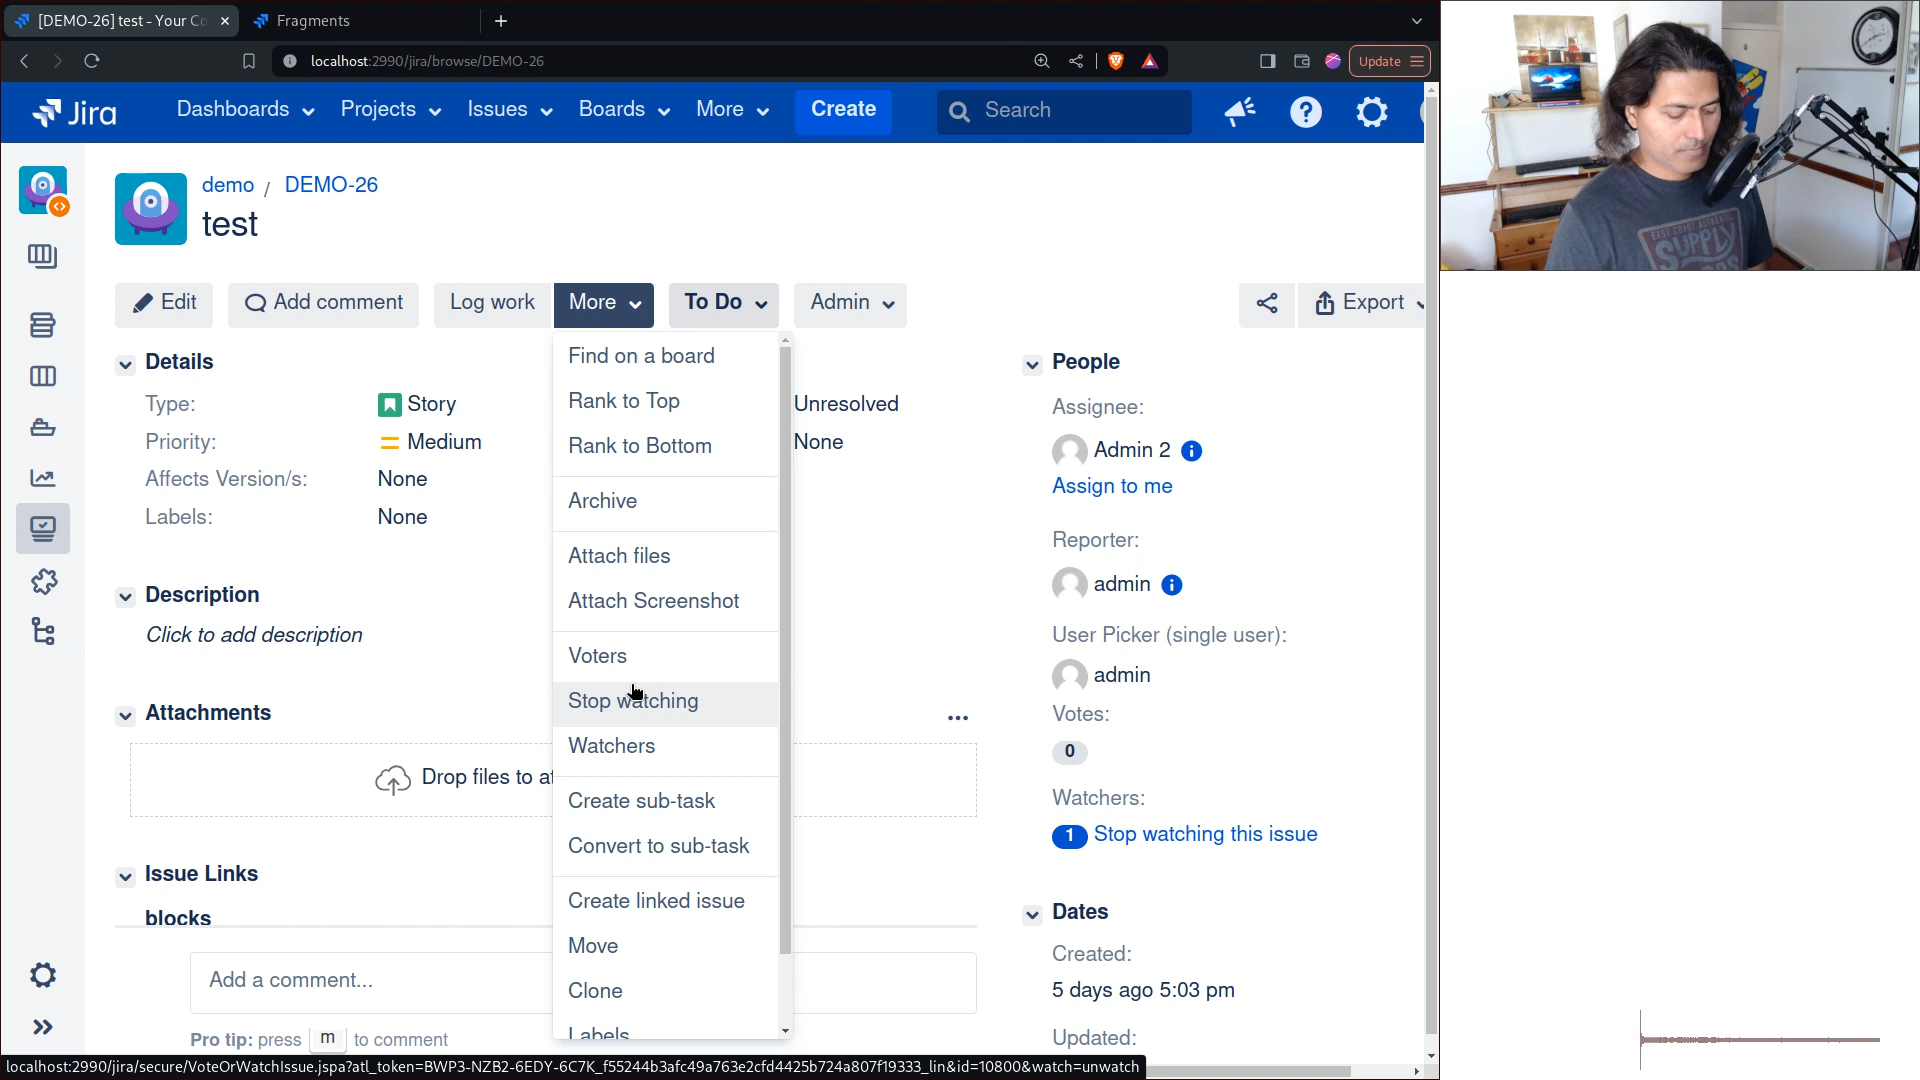 [DEMO-26] test - Your Co
Fragments
localhost:2990/jira/browse/DEMO-26
Update
Jira
Dashboards
Projects
Issues
Boards
More
Create
Search
demo / DEMO-26
test
Edit
Add comment
Log work
More
To Do
Admin
Export
Details
Type: Story
Unresolved
Priority: Medium
None
Affects Version/s: None
Labels: None
Find on a board
Rank to Top
Rank to Bottom
Archive
Attach files
Attach Screenshot
Voters
Stop watching
Watchers
Create sub-task
Convert to sub-task
Create linked issue
Move
Clone
Labels
Description
Click to add description
Attachments
Drop files to at
Issue Links
blocks
Add a comment...
Pro tip: press m to comment
People
Assignee:
Admin 2
Assign to me
Reporter:
admin
User Picker (single user):
admin
Votes:
0
Watchers:
1 Stop watching this issue
Dates
Created:
5 days ago 5:03 pm
Updated:
localhost:2990/jira/secure/VoteOrWatchIssue.jspa?atl_token=BWP3-NZB2-6EDY-6C7K_f55244b3afc49a763e2cfd4425b724a807f19333_lin&id=10800&watch=unwatch
SUPPLY